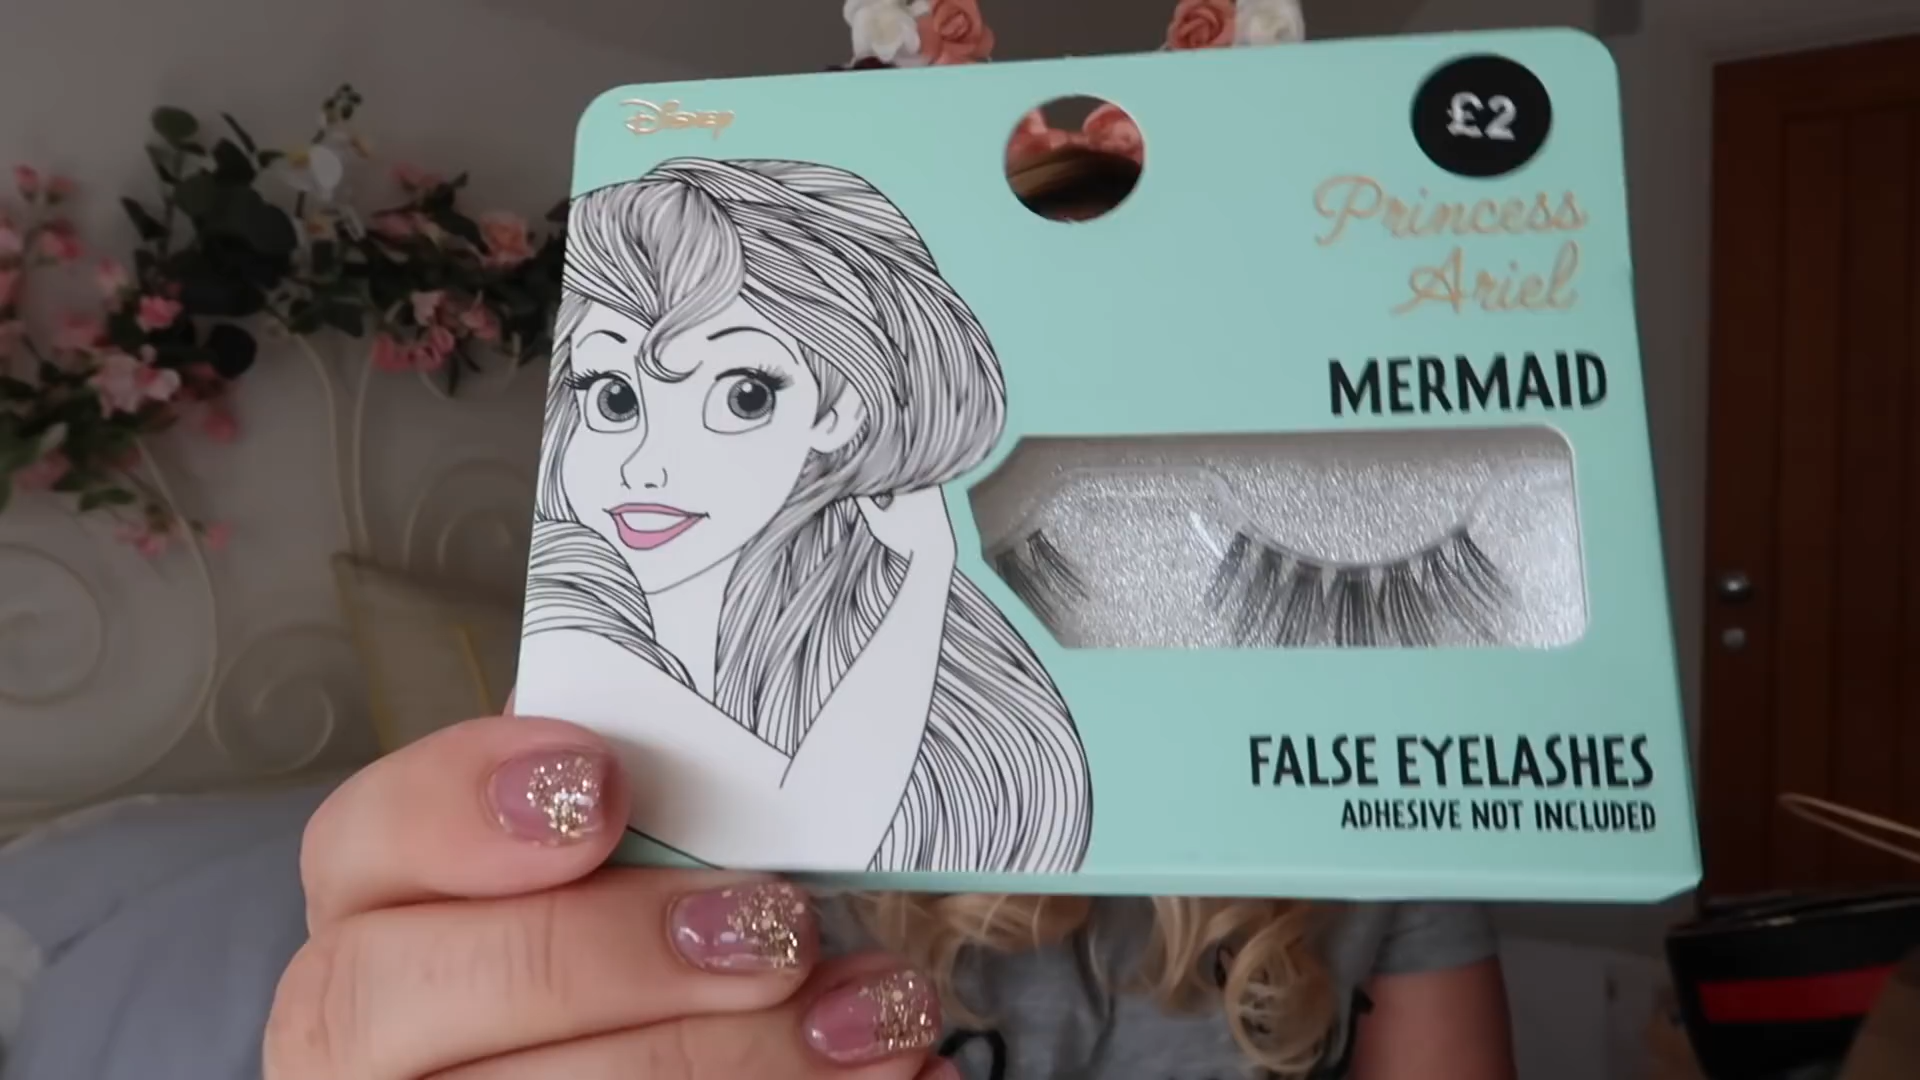 Disney
£2
Princess
Ariel
MERMAID
FALSE EYELASHES
ADHESIVE NOT INCLUDED